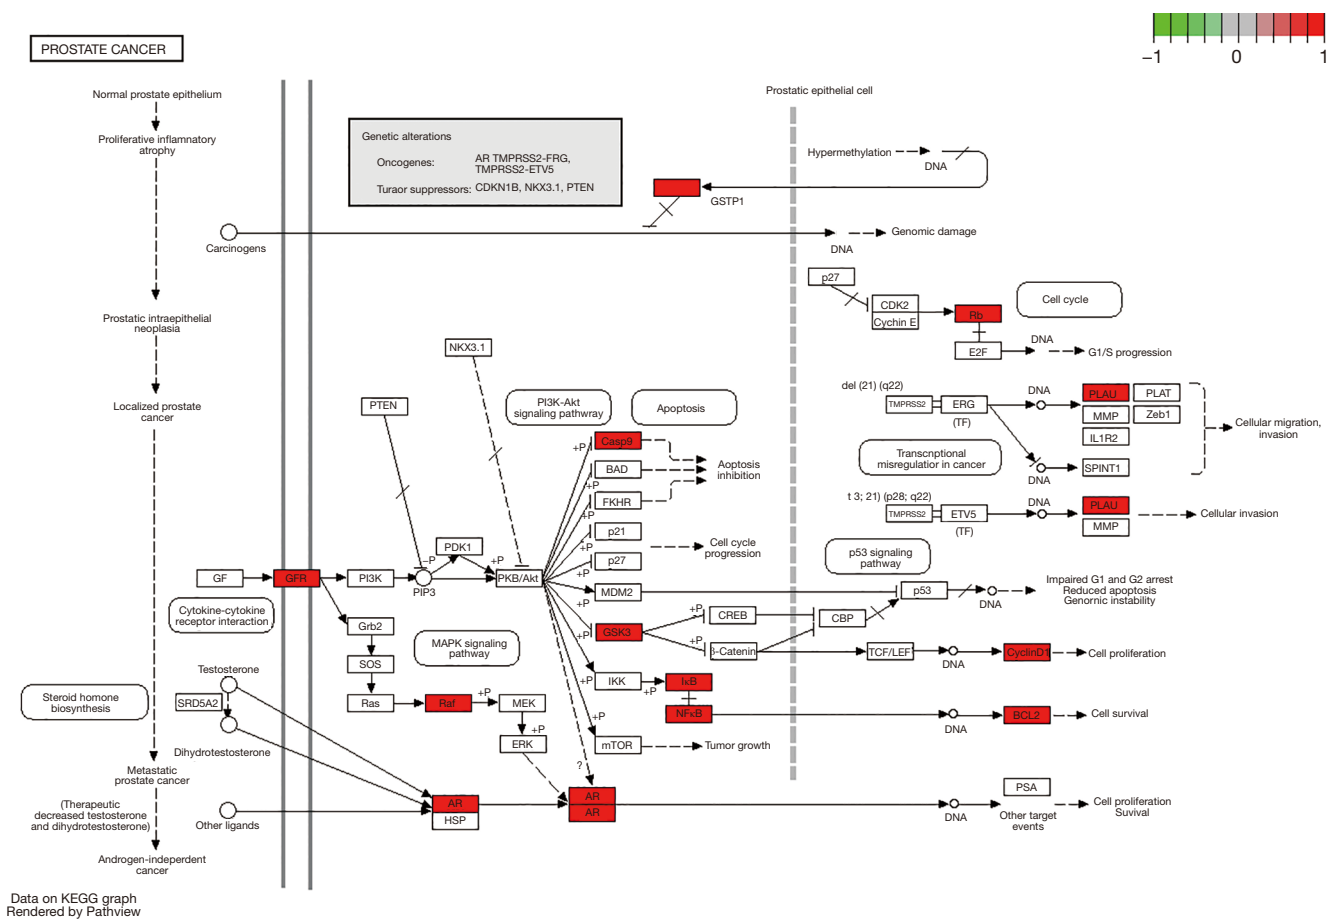 PROSTATE CANCER
−1 0 1
Normal prostate epithelium
Proliferative inflamnatory
atrophy
Prostatic intraepithelial
neoplasia
Localized prostate
cancer
Metastatic
prostate cancer
(Therapeutic
decreased testosterone
and dihydrotestosterone)
Androgen-independent
cancer
Genetic alterations
Oncogenes: AR TMPRSS2-FRG,
TMPRSS2-ETV5
Turaor suppressors: CDKN1B, NKX3.1, PTEN
Prostatic epithelial cell
Hypermethylation
DNA
GSTP1
Carcinogens
DNA
Genomic damage
p27
CDK2
Cychin E
Rb
E2F
Cell cycle
DNA
G1/S progression
NKX3.1
PTEN
PI3K-Akt
signaling pathwray
Apoptosis
del (21) (q22)
TMPRSS2
ERG
(TF)
DNA
PLAU
PLAT
MMP
Zeb1
IL1R2
DNA
SPINT1
Cellular migration,
invasion
Transcnptional
misregulatior in cancer
t 3; 21) (p28; q22)
TMPRSS2
ETV5
(TF)
DNA
PLAU
MMP
Cellular invasion
+P
Casp9
BAD
+P
FKHR
+P
p21
+P
p27
+P
MDM2
+P
GSK3
+P
IKK
+P
+P
mTOR
Aoptosis
inhibition
Cell cycle
progression
Tumor growth
GF
GFR
PI3K
PIP3
−P
PDK1
+P
PKB/Akt
Cytokine-cytokine
receptor interaction
Grb2
SOS
Ras
Raf
+P
MEK
+P
ERK
MAPK signaling
pathway
p53 signaling
pathway
p53
DNA
Impaired G1 and G2 arrest
Reduced apoptosis
Genornic instability
+P
CREB
CBP
+P
β-Catenin
TCF/LEF
DNA
CyclinD1
Cell proliferation
+P
IκB
NFκB
DNA
BCL2
Cell survival
Testosterone
SRD5A2
Steroid homone
biosynthesis
Dihydrotestosterone
Other ligands
AR
HSP
?
AR
AR
DNA
PSA
Other target
events
Cell proliferation
Suvival
Data on KEGG graph
Rendered by Pathview